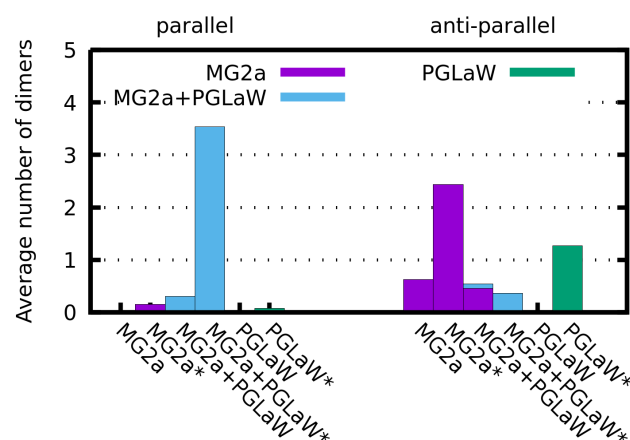 parallel
anti-parallel
Average number of dimers
5
4
3
2
1
0
MG2a
MG2a+PGLaW
PGLaW
MG2a
MG2a*
MG2a+PGLaW
MG2a+PGLaW*
PGLaW
PGLaW*
MG2a
MG2a*
MG2a+PGLaW
MG2a+PGLaW*
PGLaW
PGLaW*